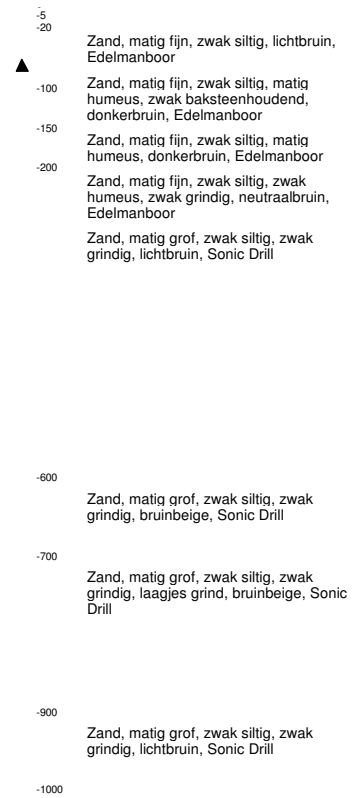 -5
-20
Zand, matig fijn, zwak siltig, lichtbruin,
Edelmanboor
-100
Zand, matig fijn, zwak siltig, matig
humeus, zwak baksteenhoudend,
donkerbruin, Edelmanboor
-150
Zand, matig fijn, zwak siltig, matig
humeus, donkerbruin, Edelmanboor
-200
Zand, matig fijn, zwak siltig, zwak
humeus, zwak grindig, neutraalbruin,
Edelmanboor
Zand, matig grof, zwak siltig, zwak
grindig, lichtbruin, Sonic Drill
-600
Zand, matig grof, zwak siltig, zwak
grindig, bruinbeige, Sonic Drill
-700
Zand, matig grof, zwak siltig, zwak
grindig, laagjes grind, bruinbeige, Sonic
Drill
-900
Zand, matig grof, zwak siltig, zwak
grindig, lichtbruin, Sonic Drill
-1000